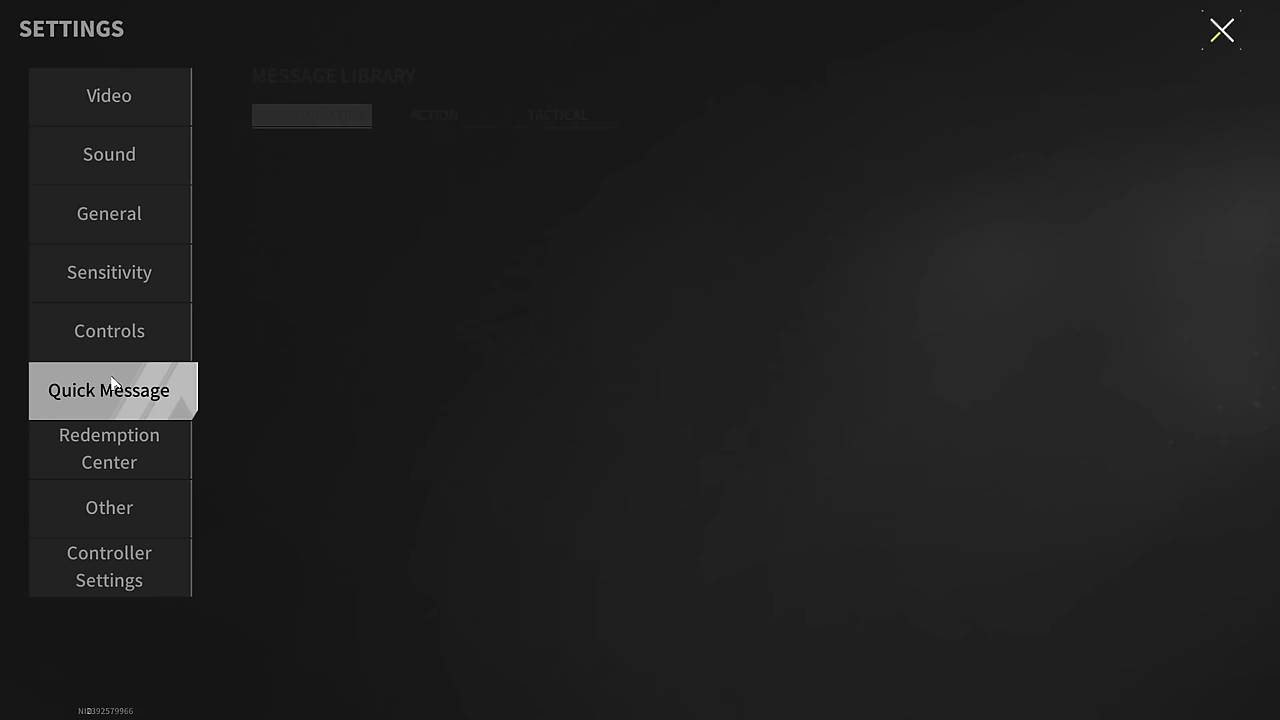 SETTINGS
Video
Sound
General
Sensitivity
Controls
Quick Message
Redemption
Center
Other
Controller
Settings
MESSAGE LIBRARY
ACTION
TACTICAL